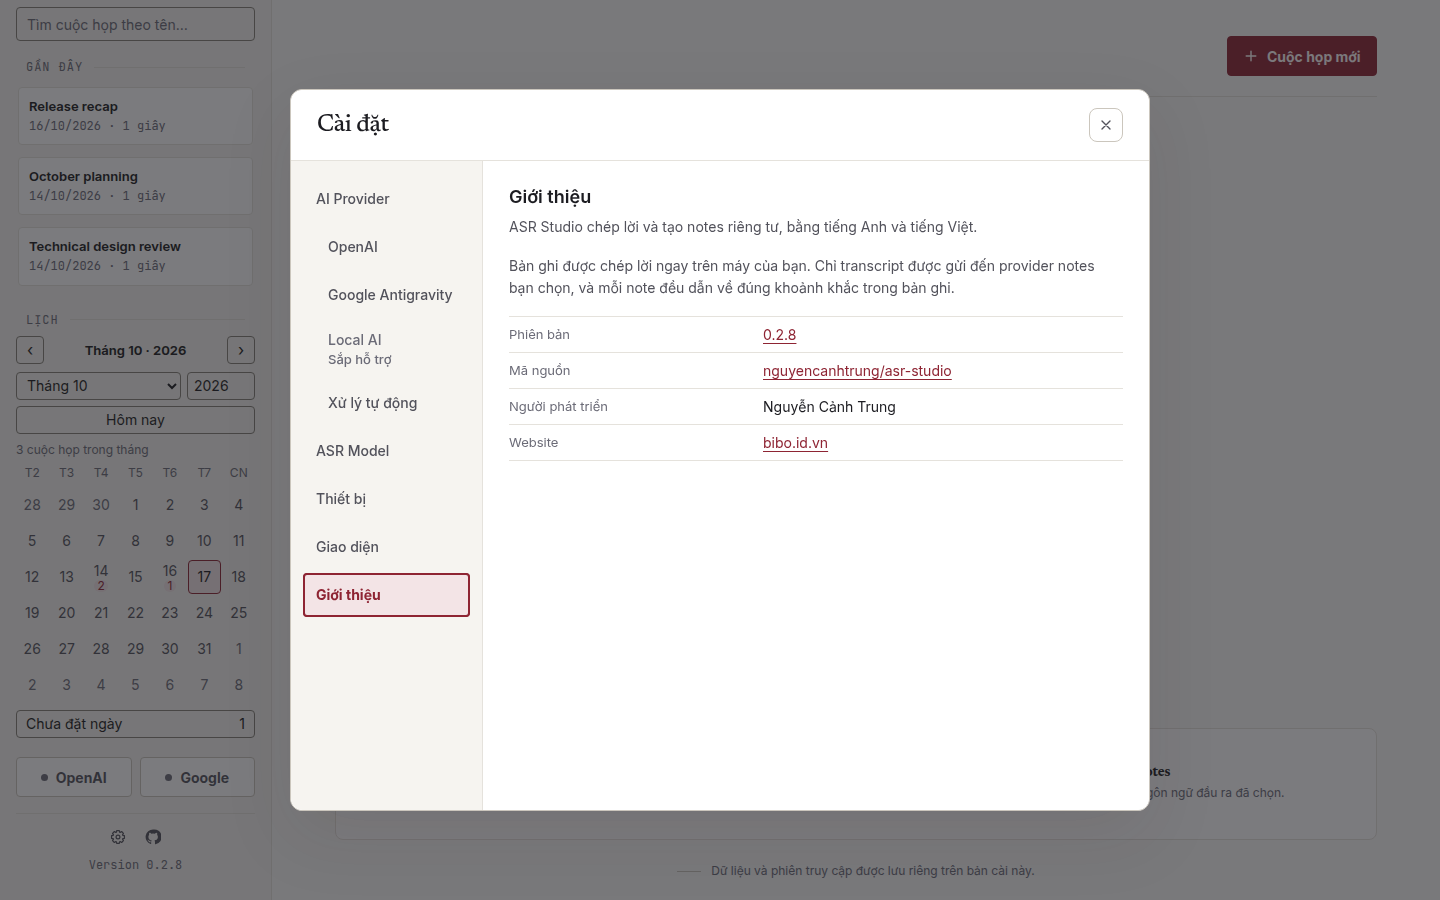 Tìm cuộc họp theo tên...
GẦN ĐÂY
Release recap
16/10/2026 · 1 giây
October planning
14/10/2026 · 1 giây
Technical design review
14/10/2026 · 1 giây
LỊCH
‹ Tháng 10 · 2026 ›
Tháng 10 2026
Hôm nay
3 cuộc họp trong tháng
T2 T3 T4 T5 T6 T7 CN
28 29 30 1 2 3 4
5 6 7 8 9 10 11
12 13 14 15 16 17 18
2 1
19 20 21 22 23 24 25
26 27 28 29 30 31 1
2 3 4 5 6 7 8
Chưa đặt ngày 1
OpenAI Google
Version 0.2.8
+ Cuộc họp mới
Cài đặt
AI Provider
OpenAI
Google Antigravity
Local AI
Sắp hỗ trợ
Xử lý tự động
ASR Model
Thiết bị
Giao diện
Giới thiệu
Giới thiệu
ASR Studio chép lời và tạo notes riêng tư, bằng tiếng Anh và tiếng Việt.
Bản ghi được chép lời ngay trên máy của bạn. Chỉ transcript được gửi đến provider notes
bạn chọn, và mỗi note đều dẫn về đúng khoảnh khắc trong bản ghi.
Phiên bản 0.2.8
Mã nguồn nguyencanhtrung/asr-studio
Người phát triển Nguyễn Cảnh Trung
Website bibo.id.vn
ngôn ngữ đầu ra đã chọn.
Dữ liệu và phiên truy cập được lưu riêng trên bản cài này.